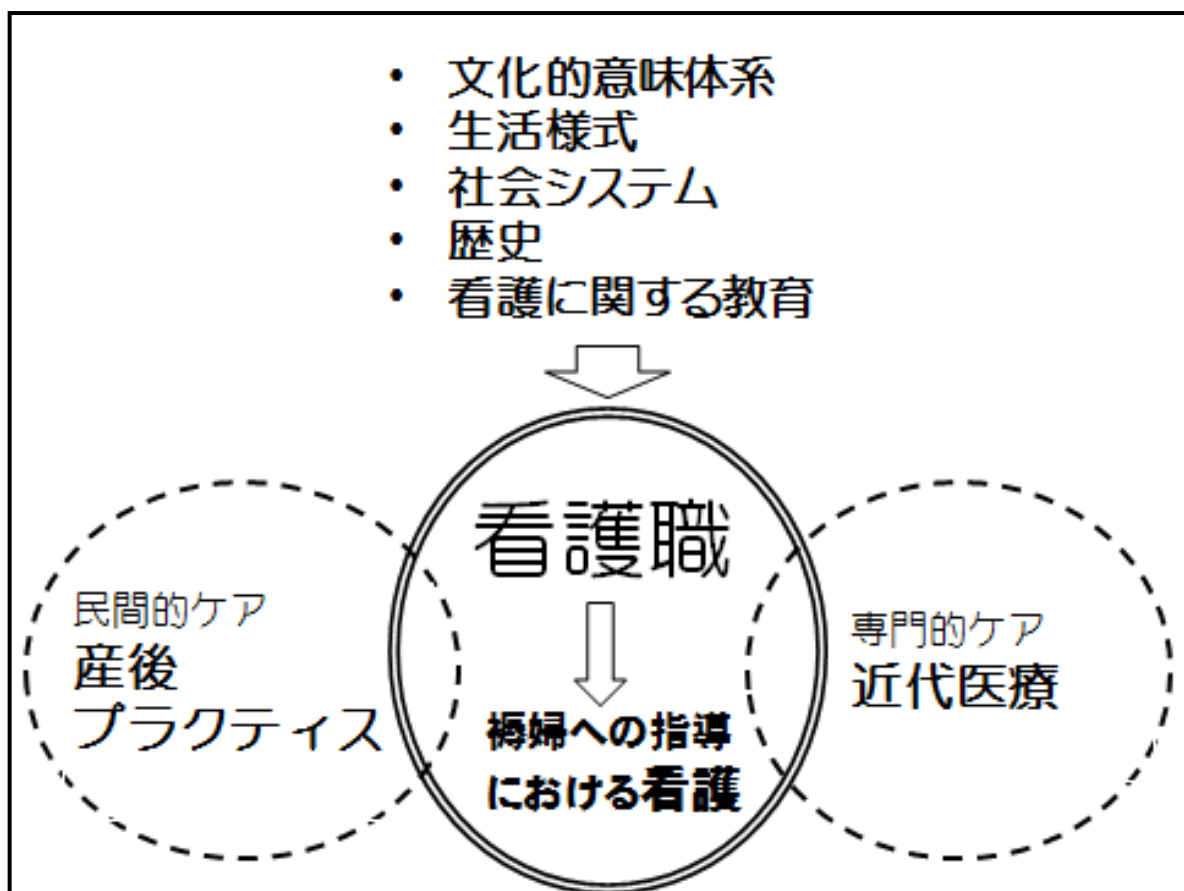 • 文化的意味体系
• 生活様式
• 社会システム
• 歴史
• 看護に関する教育
看護職
民間的ケア
産後
プラクティス
褥婦への指導
における看護
専門的ケア
近代医療